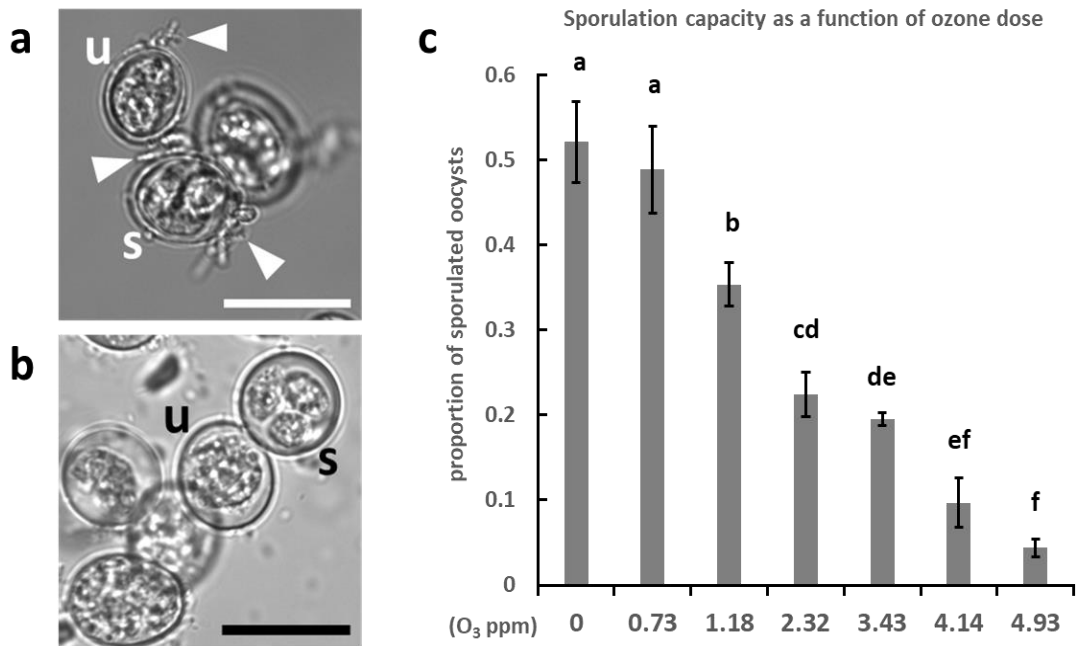 a
u
s
b
u
s
c
Sporulation capacity as a function of ozone dose
proportion of sporulated oocysts
0.6
0.5
0.4
0.3
0.2
0.1
0
a
a
b
cd
de
ef
f
(O₃ ppm) 0 0.73 1.18 2.32 3.43 4.14 4.93